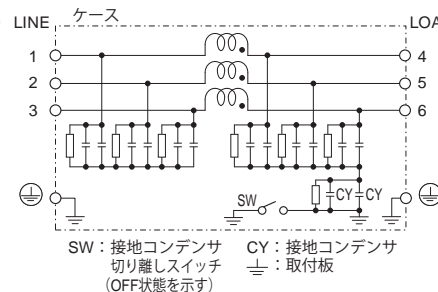 LINE ケース LOA
1 4
2 5
3 6
SW CY CY
SW：接地コンデンサ
切り離しスイッチ
(OFF状態を示す)
CY：接地コンデンサ
：取付板